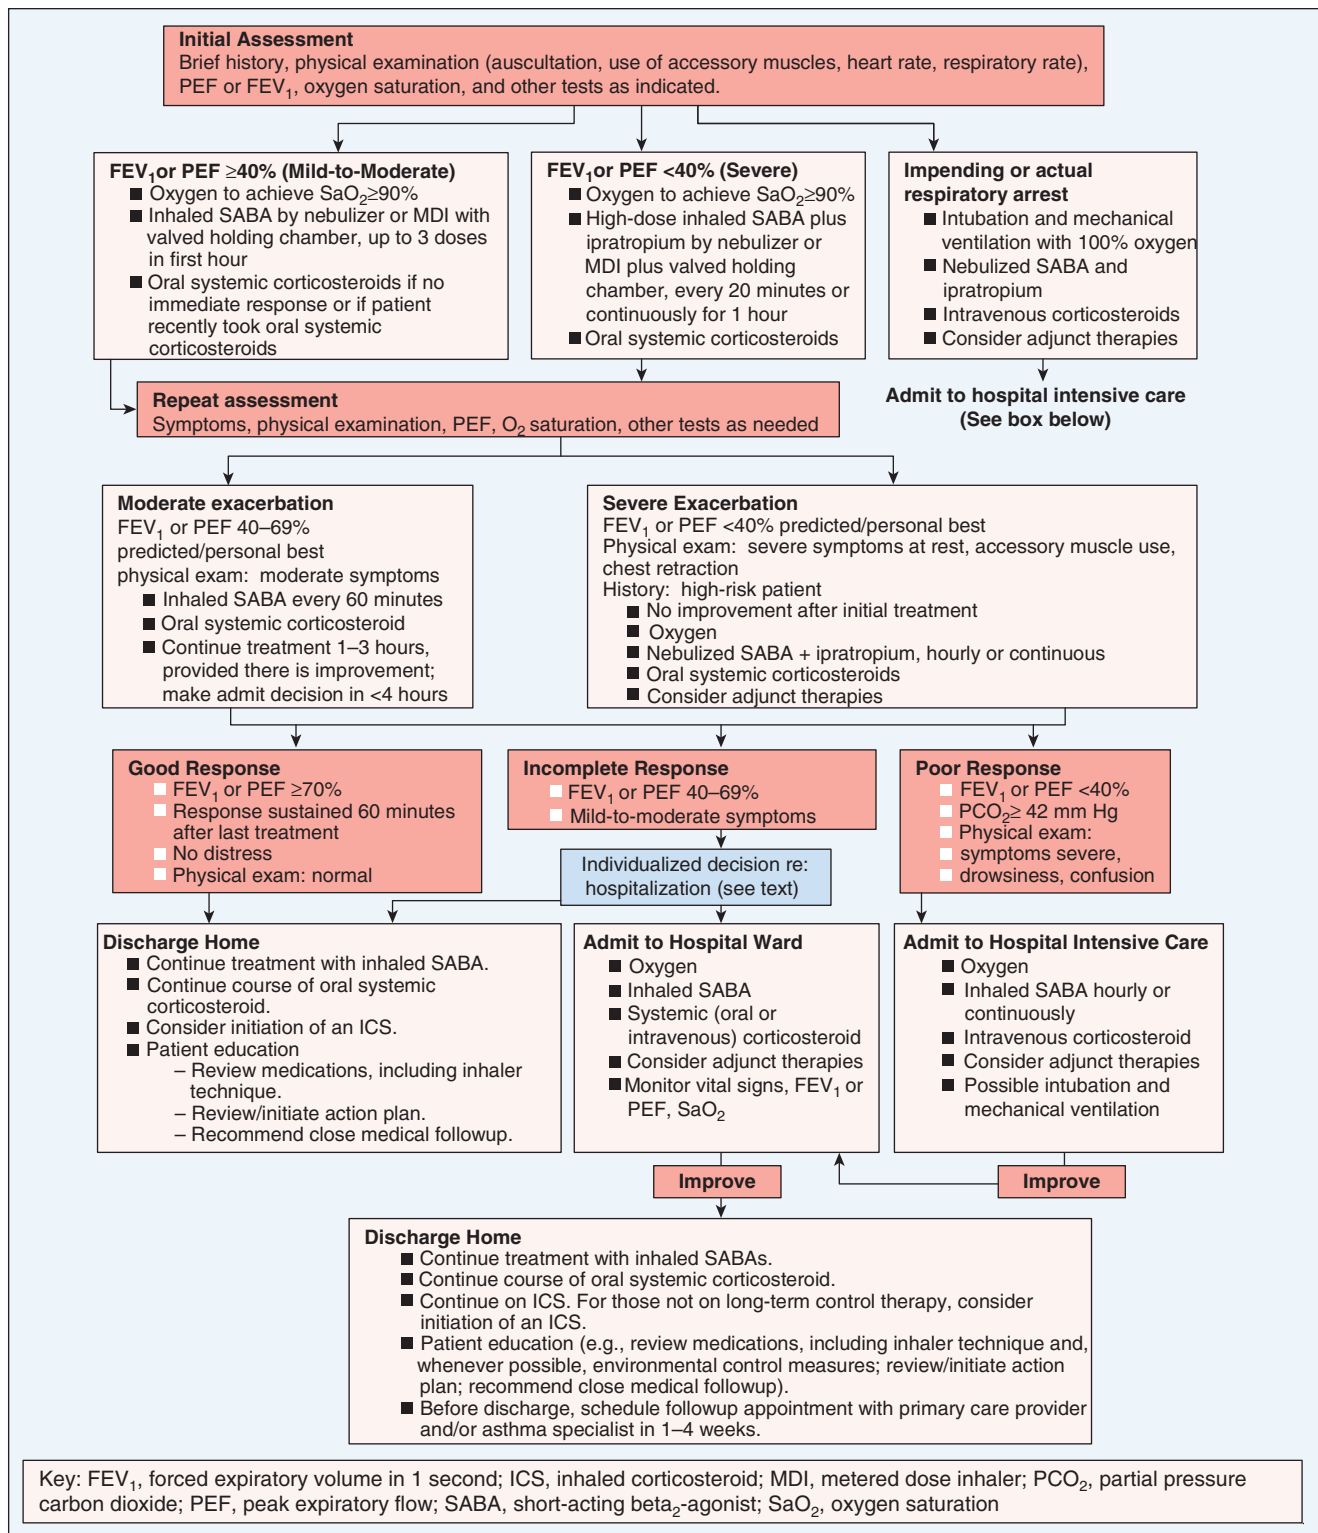 Initial Assessment
Brief history, physical examination (auscultation, use of accessory muscles, heart rate, respiratory rate),
PEF or FEV1, oxygen saturation, and other tests as indicated.
FEV1or PEF ≥40% (Mild-to-Moderate)
■ Oxygen to achieve SaO2≥90%
■ Inhaled SABA by nebulizer or MDI with
valved holding chamber, up to 3 doses
in first hour
■ Oral systemic corticosteroids if no
immediate response or if patient
recently took oral systemic
corticosteroids
FEV1or PEF <40% (Severe)
■ Oxygen to achieve SaO2≥90%
■ High-dose inhaled SABA plus
ipratropium by nebulizer or
MDI plus valved holding
chamber, every 20 minutes or
continuously for 1 hour
■ Oral systemic corticosteroids
Impending or actual
respiratory arrest
■ Intubation and mechanical
ventilation with 100% oxygen
■ Nebulized SABA and
ipratropium
■ Intravenous corticosteroids
■ Consider adjunct therapies
Admit to hospital intensive care
(See box below)
Repeat assessment
Symptoms, physical examination, PEF, O2 saturation, other tests as needed
Moderate exacerbation
FEV1 or PEF 40–69%
predicted/personal best
physical exam: moderate symptoms
■ Inhaled SABA every 60 minutes
■ Oral systemic corticosteroid
■ Continue treatment 1–3 hours,
provided there is improvement;
make admit decision in <4 hours
Severe Exacerbation
FEV1 or PEF <40% predicted/personal best
Physical exam: severe symptoms at rest, accessory muscle use,
chest retraction
History: high-risk patient
■ No improvement after initial treatment
■ Oxygen
■ Nebulized SABA + ipratropium, hourly or continuous
■ Oral systemic corticosteroids
■ Consider adjunct therapies
Good Response
□ FEV1 or PEF ≥70%
□ Response sustained 60 minutes
after last treatment
□ No distress
□ Physical exam: normal
Incomplete Response
□ FEV1 or PEF 40–69%
□ Mild-to-moderate symptoms
Poor Response
□ FEV1 or PEF <40%
□ PCO2≥ 42 mm Hg
□ Physical exam:
□ symptoms severe,
□ drowsiness, confusion
Individualized decision re:
hospitalization (see text)
Discharge Home
■ Continue treatment with inhaled SABA.
■ Continue course of oral systemic
corticosteroid.
■ Consider initiation of an ICS.
■ Patient education
– Review medications, including inhaler
technique.
– Review/initiate action plan.
– Recommend close medical followup.
Admit to Hospital Ward
■ Oxygen
■ Inhaled SABA
■ Systemic (oral or
intravenous) corticosteroid
■ Consider adjunct therapies
■ Monitor vital signs, FEV1 or
PEF, SaO2
Admit to Hospital Intensive Care
■ Oxygen
■ Inhaled SABA hourly or
continuously
■ Intravenous corticosteroid
■ Consider adjunct therapies
■ Possible intubation and
mechanical ventilation
Improve
Improve
Discharge Home
■ Continue treatment with inhaled SABAs.
■ Continue course of oral systemic corticosteroid.
■ Continue on ICS. For those not on long-term control therapy, consider
initiation of an ICS.
■ Patient education (e.g., review medications, including inhaler technique and,
whenever possible, environmental control measures; review/initiate action
plan; recommend close medical followup).
■ Before discharge, schedule followup appointment with primary care provider
and/or asthma specialist in 1–4 weeks.
Key: FEV1, forced expiratory volume in 1 second; ICS, inhaled corticosteroid; MDI, metered dose inhaler; PCO2, partial pressure
carbon dioxide; PEF, peak expiratory flow; SABA, short-acting beta2-agonist; SaO2, oxygen saturation